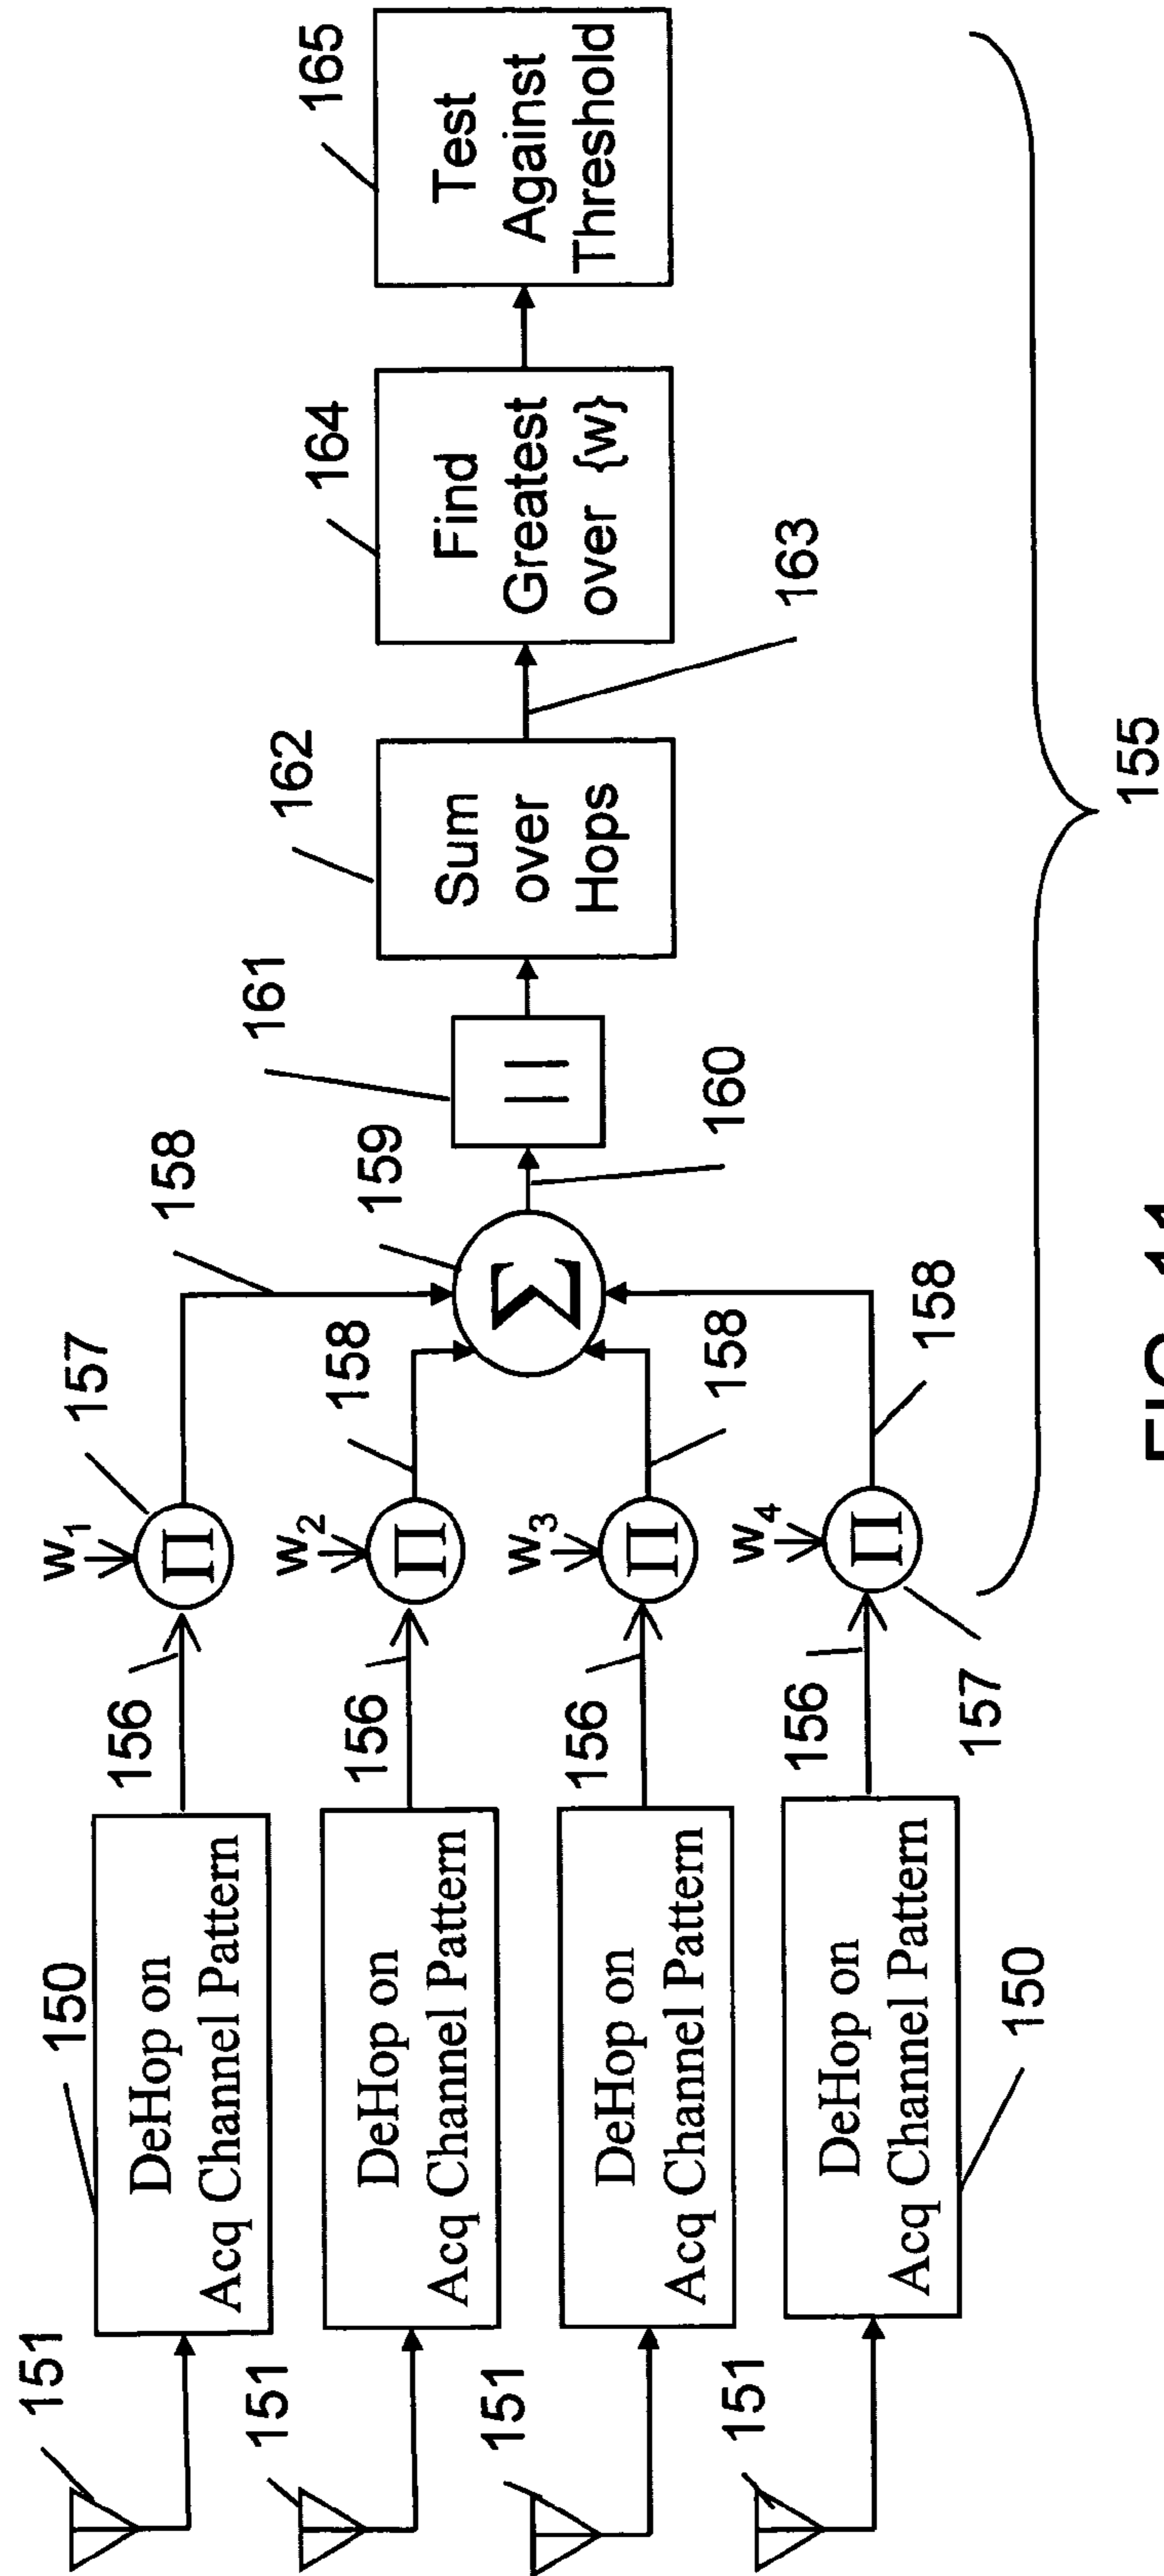 151
150
DeHop on
Acq Channel Pattern
156
w1
157
158
151
DeHop on
Acq Channel Pattern
156
w2
158
159
Σ
160
161
| |
162
Sum
over
Hops
163
164
Find
Greatest
over {w}
165
Test
Against
Threshold
151
DeHop on
Acq Channel Pattern
156
w3
158
151
DeHop on
Acq Channel Pattern
150
156
w4
157
158
Π
Π
Π
Π
155